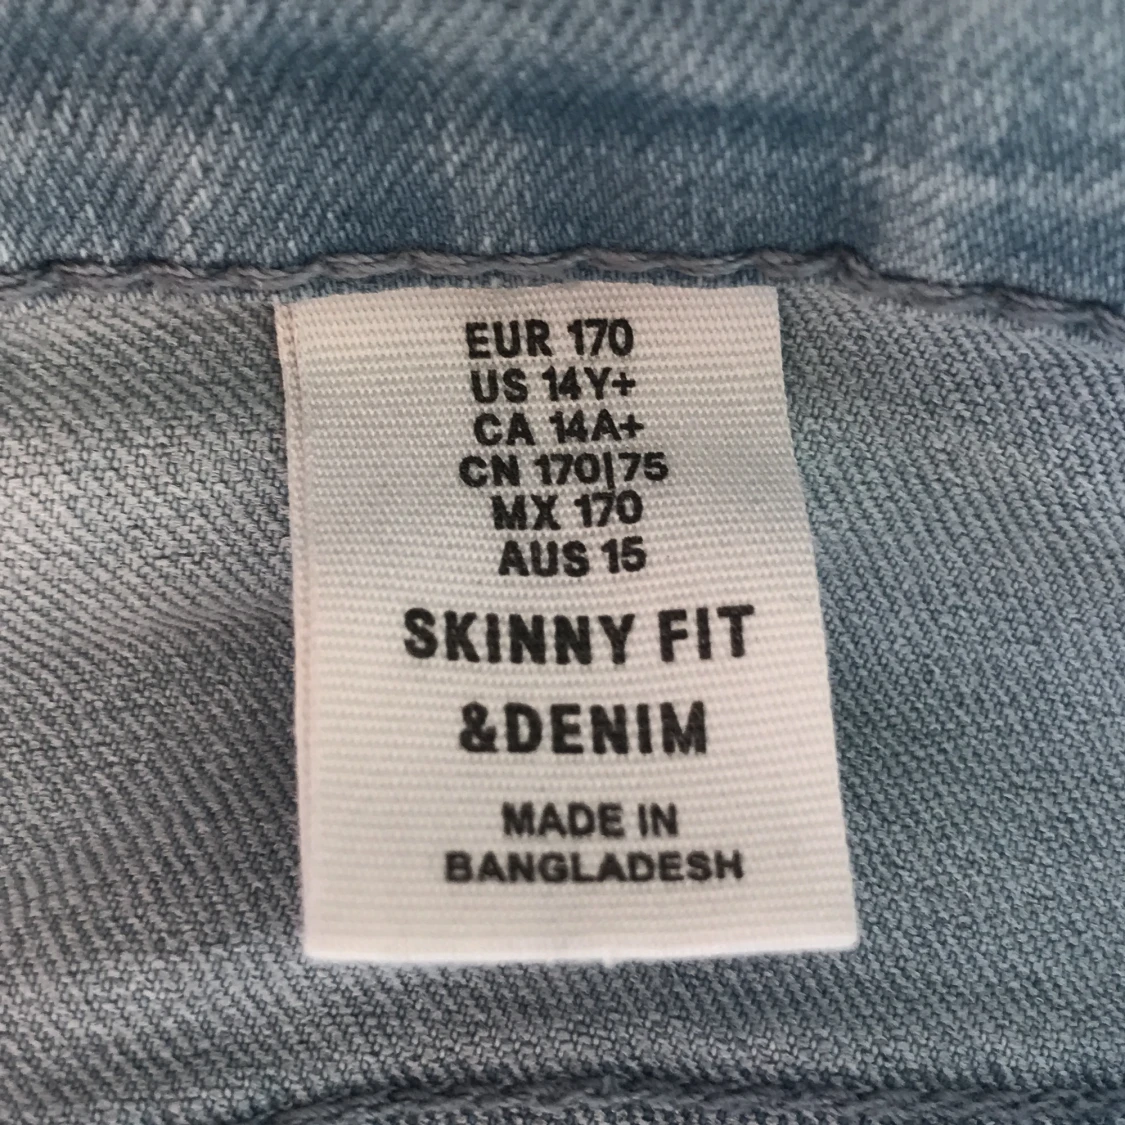 EUR 170
US 14Y+
CA 14A+
CN 170|75
MX 170
AUS 15
SKINNY FIT
&DENIM
MADE IN
BANGLADESH